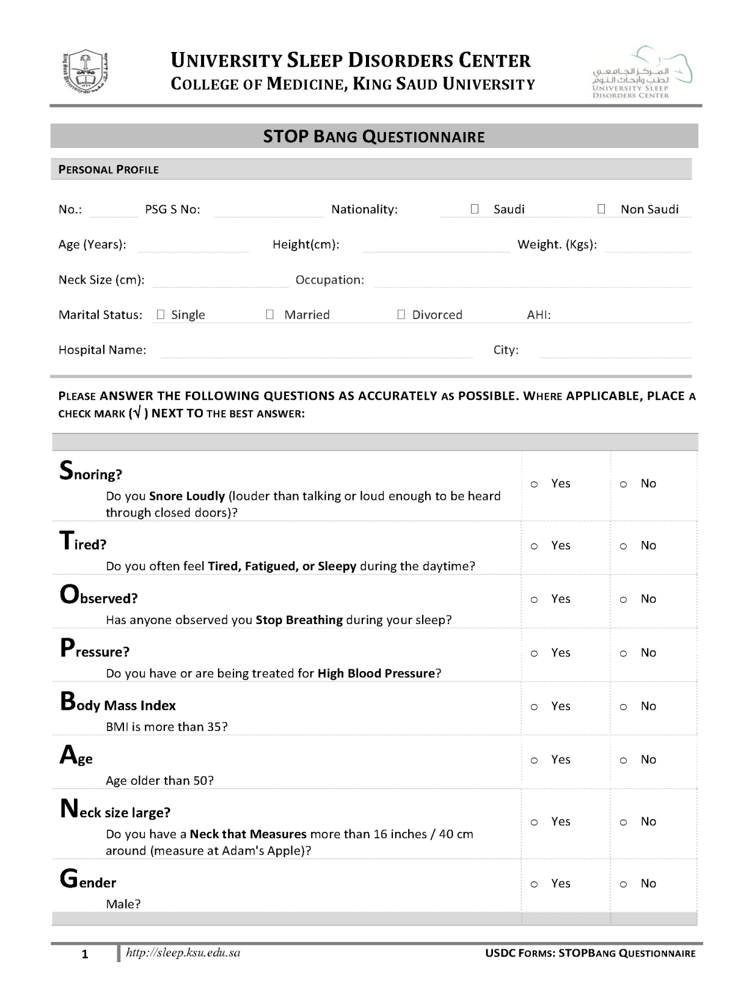 UNIVERSITY SLEEP DISORDERS CENTER
COLLEGE OF MEDICINE, KING SAUD UNIVERSITY
المركز الجامعي
لطب وأبحاث النوم
UNIVERSITY SLEEP
DISORDERS CENTER
STOP BANG QUESTIONNAIRE
PERSONAL PROFILE
No.: PSG S No: Nationality: Saudi Non Saudi
Age (Years): Height(cm): Weight. (Kgs):
Neck Size (cm): Occupation:
Marital Status: Single Married Divorced AHI:
Hospital Name: City:
PLEASE ANSWER THE FOLLOWING QUESTIONS AS ACCURATELY AS POSSIBLE. WHERE APPLICABLE, PLACE A
CHECK MARK (√ ) NEXT TO THE BEST ANSWER:
Snoring?
Do you Snore Loudly (louder than talking or loud enough to be heard
through closed doors)?
o Yes o No
Tired?
Do you often feel Tired, Fatigued, or Sleepy during the daytime?
o Yes o No
Observed?
Has anyone observed you Stop Breathing during your sleep?
o Yes o No
Pressure?
Do you have or are being treated for High Blood Pressure?
o Yes o No
Body Mass Index
BMI is more than 35?
o Yes o No
Age
Age older than 50?
o Yes o No
Neck size large?
Do you have a Neck that Measures more than 16 inches / 40 cm
around (measure at Adam's Apple)?
o Yes o No
Gender
Male?
o Yes o No
1 http://sleep.ksu.edu.sa USDC FORMS: STOPBANG QUESTIONNAIRE